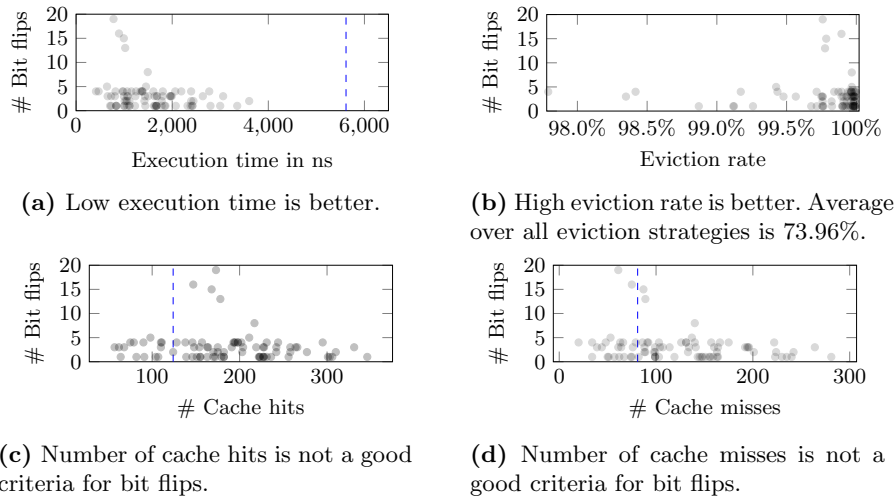 # Bit flips
20
15
10
5
0
0 2,000 4,000 6,000
Execution time in ns
(a) Low execution time is better.
# Bit flips
20
15
10
5
0
98.0% 98.5% 99.0% 99.5% 100%
Eviction rate
(b) High eviction rate is better. Average
over all eviction strategies is 73.96%.
# Bit flips
20
15
10
5
0
100 200 300
# Cache hits
(c) Number of cache hits is not a good
criteria for bit flips.
# Bit flips
20
15
10
5
0
0 100 200 300
# Cache misses
(d) Number of cache misses is not a
good criteria for bit flips.